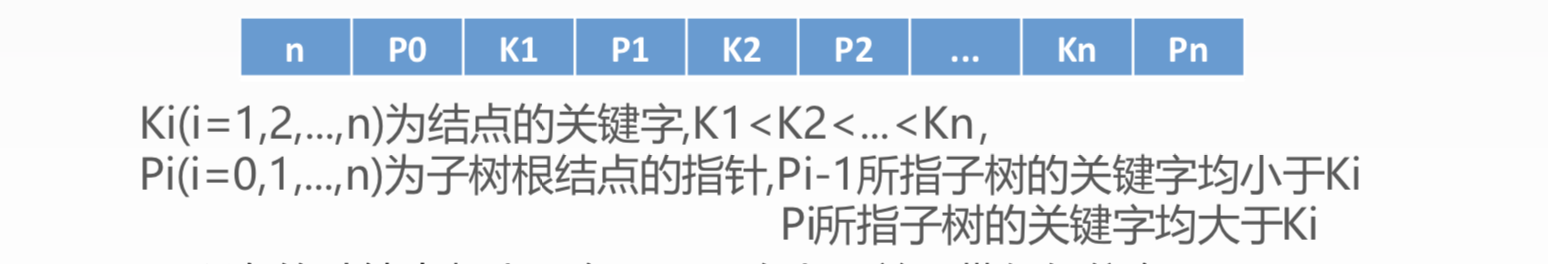 n P0 K1 P1 K2 P2 ... Kn Pn
Ki(i=1,2,...,n)为结点的关键字,K1<K2<...<Kn,
Pi(i=0,1,...,n)为子树根结点的指针,Pi-1所指子树的关键字均小于Ki
Pi所指子树的关键字均大于Ki